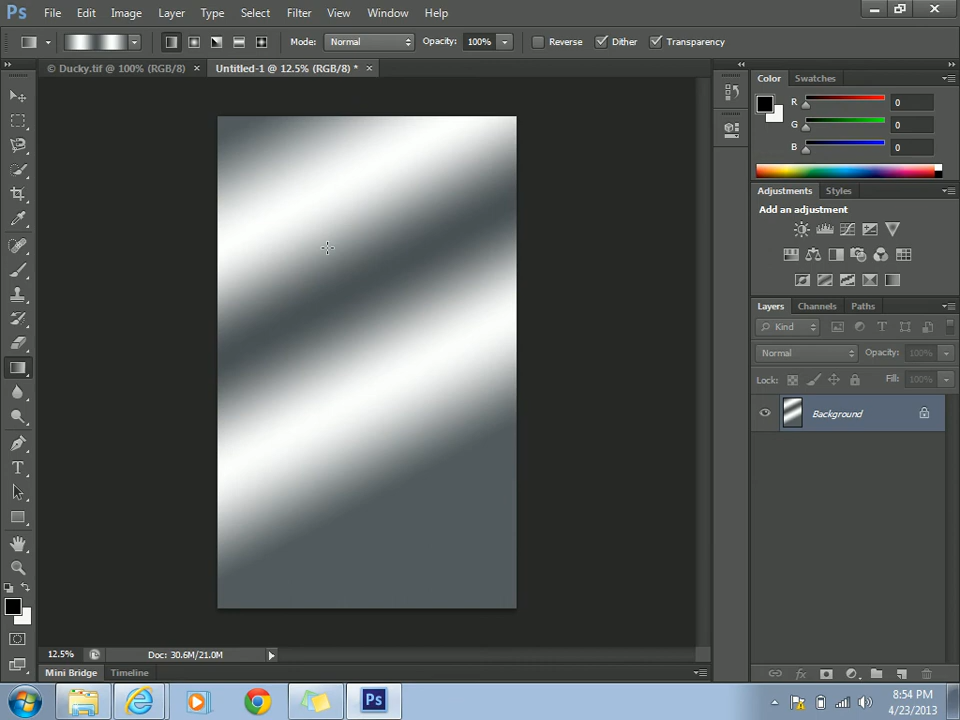 Ps File Edit Image Layer Type Select Filter View Window Help
Mode: Normal Opacity: 100% Reverse Dither Transparency
© Ducky.tif @ 100% (RGB/8) × Untitled-1 @ 12.5% (RGB/8) * ×
Color Swatches
R 0
G 0
B 0
Adjustments Styles
Add an adjustment
Layers Channels Paths
Kind
Normal Opacity: 100%
Lock: Fill: 100%
Background
12.5% Doc: 30.6M/21.0M
Mini Bridge Timeline
Ps
8:54 PM
4/23/2013